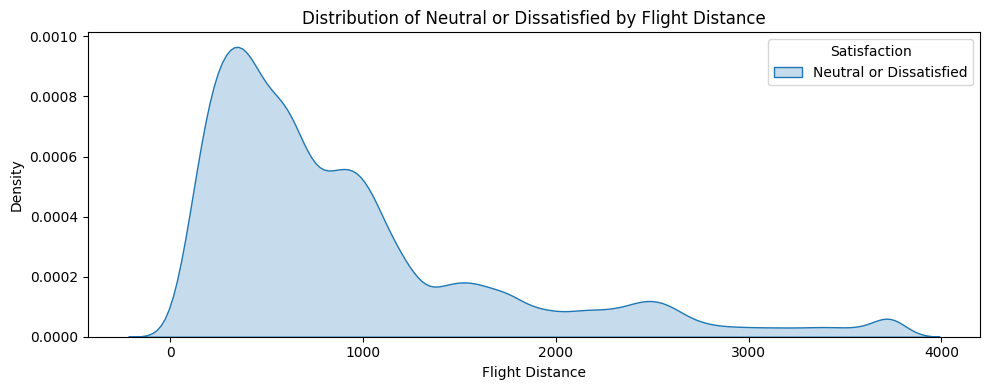 Distribution of Neutral or Dissatisfied by Flight Distance
Satisfaction
Neutral or Dissatisfied
Density
0.0010
0.0008
0.0006
0.0004
0.0002
0.0000
0
1000
2000
3000
4000
Flight Distance